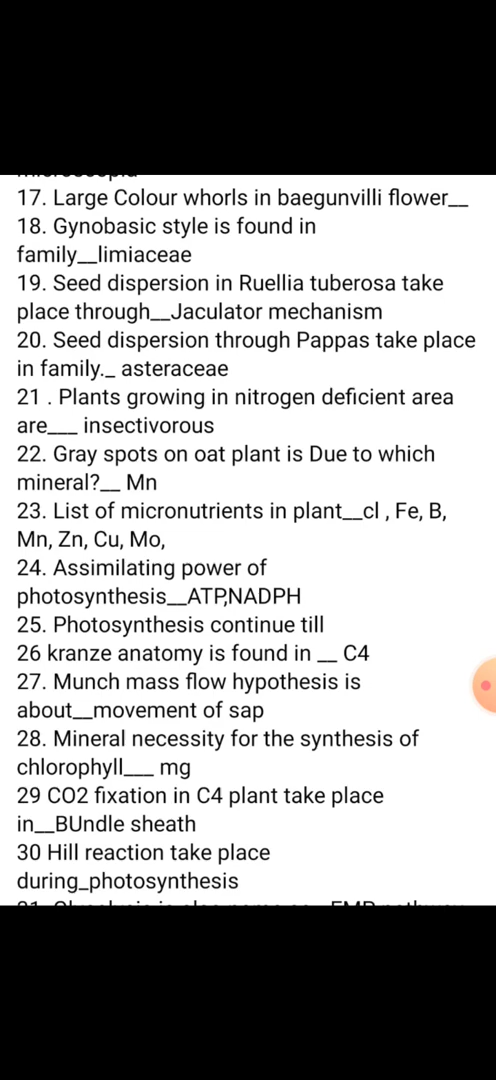 17. Large Colour whorls in baegunvilli flower__
18. Gynobasic style is found in
family__limiaceae
19. Seed dispersion in Ruellia tuberosa take
place through__Jaculator mechanism
20. Seed dispersion through Pappas take place
in family._ asteraceae
21 . Plants growing in nitrogen deficient area
are___ insectivorous
22. Gray spots on oat plant is Due to which
mineral?__ Mn
23. List of micronutrients in plant__cl , Fe, B,
Mn, Zn, Cu, Mo,
24. Assimilating power of
photosynthesis__ATP,NADPH
25. Photosynthesis continue till
26 kranze anatomy is found in __ C4
27. Munch mass flow hypothesis is
about__movement of sap
28. Mineral necessity for the synthesis of
chlorophyll___ mg
29 CO2 fixation in C4 plant take place
in__BUndle sheath
30 Hill reaction take place
during_photosynthesis